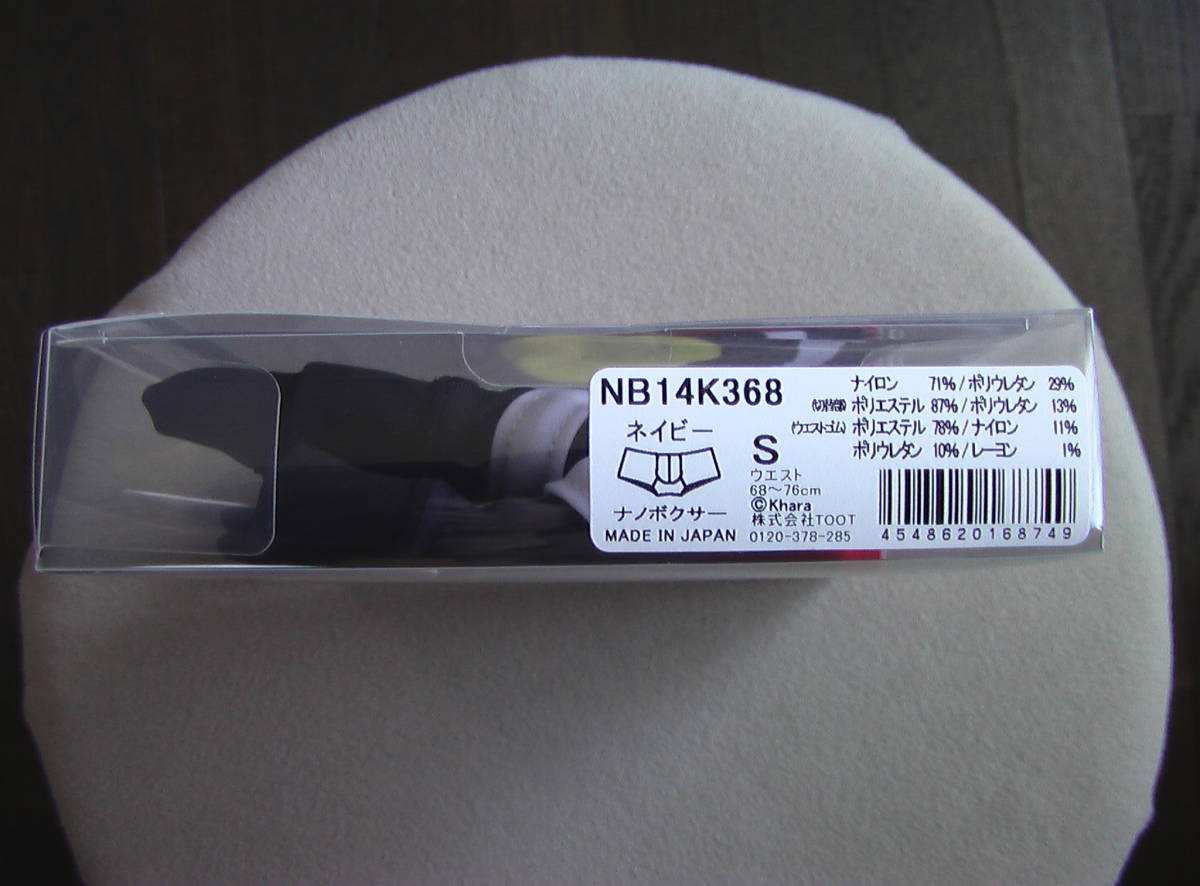 NB14K368
ネイビー
ナノボクサー
MADE IN JAPAN
S
ウエスト
68～76cm
©Khara
株式会社TOOT
0120-378-285
ナイロン 71% / ポリウレタン 29%
(切替部) ポリエステル 87% / ポリウレタン 13%
(ウエストゴム) ポリエステル 78% / ナイロン 11%
ポリウレタン 10% / レーヨン 1%
4548620168749